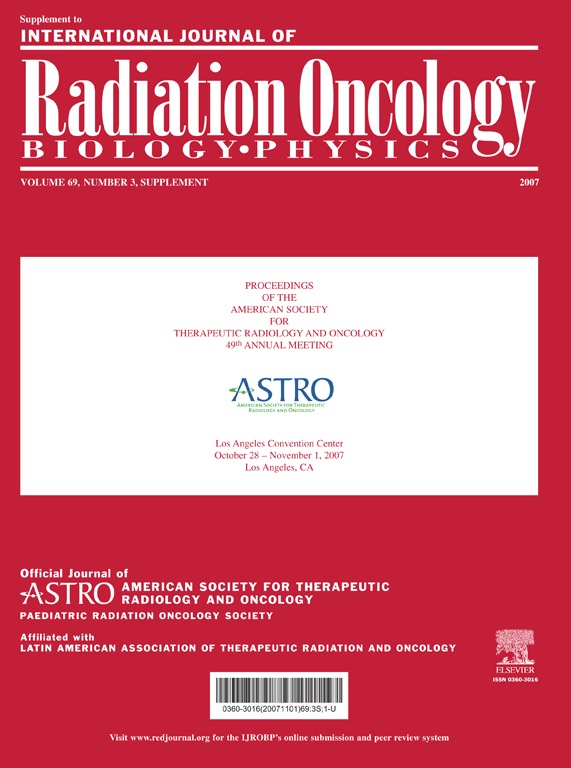 Supplement to
INTERNATIONAL JOURNAL OF
Radiation Oncology
BIOLOGY•PHYSICS
VOLUME 69, NUMBER 3, SUPPLEMENT 2007
PROCEEDINGS
OF THE
AMERICAN SOCIETY
FOR
THERAPEUTIC RADIOLOGY AND ONCOLOGY
49th ANNUAL MEETING
ASTRO
AMERICAN SOCIETY FOR THERAPEUTIC
RADIOLOGY AND ONCOLOGY
Los Angeles Convention Center
October 28 – November 1, 2007
Los Angeles, CA
Official Journal of
ASTRO AMERICAN SOCIETY FOR THERAPEUTIC
RADIOLOGY AND ONCOLOGY
PAEDIATRIC RADIATION ONCOLOGY SOCIETY
Affiliated with
LATIN AMERICAN ASSOCIATION OF THERAPEUTIC RADIATION AND ONCOLOGY
ELSEVIER
ISSN 0360-3016
0360-3016(20071101)69:3S;1-U
Visit www.redjournal.org for the IJROBP's online submission and peer review system